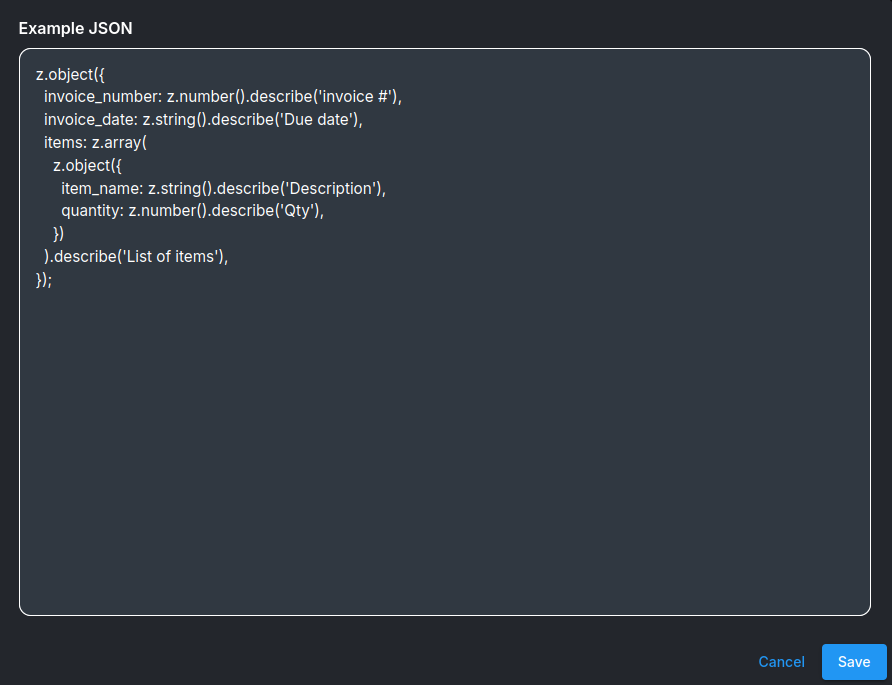 Example JSON
z.object({
  invoice_number: z.number().describe('invoice #'),
  invoice_date: z.string().describe('Due date'),
  items: z.array(
    z.object({
      item_name: z.string().describe('Description'),
      quantity: z.number().describe('Qty'),
    })
  ).describe('List of items'),
});
Cancel
Save